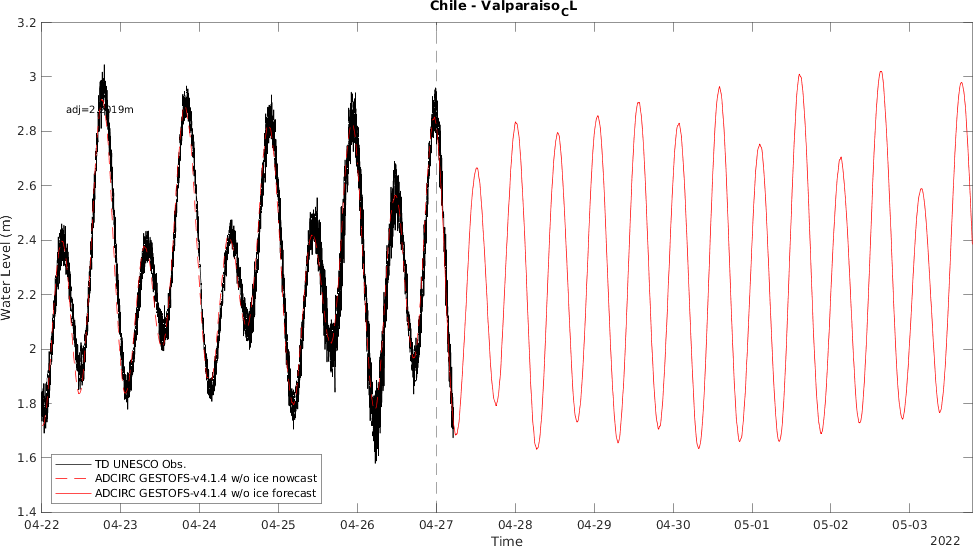 Chile - Valparaiso_CL
3.2
3
2.8
2.6
2.4
2.2
2
1.8
1.6
1.4
Water Level (m)
TD UNESCO Obs.
ADCIRC GESTOFS-v4.1.4 w/o ice nowcast
ADCIRC GESTOFS-v4.1.4 w/o ice forecast
04-22 04-23 04-24 04-25 04-26 04-27 04-28 04-29 04-30 05-01 05-02 05-03
Time
2022